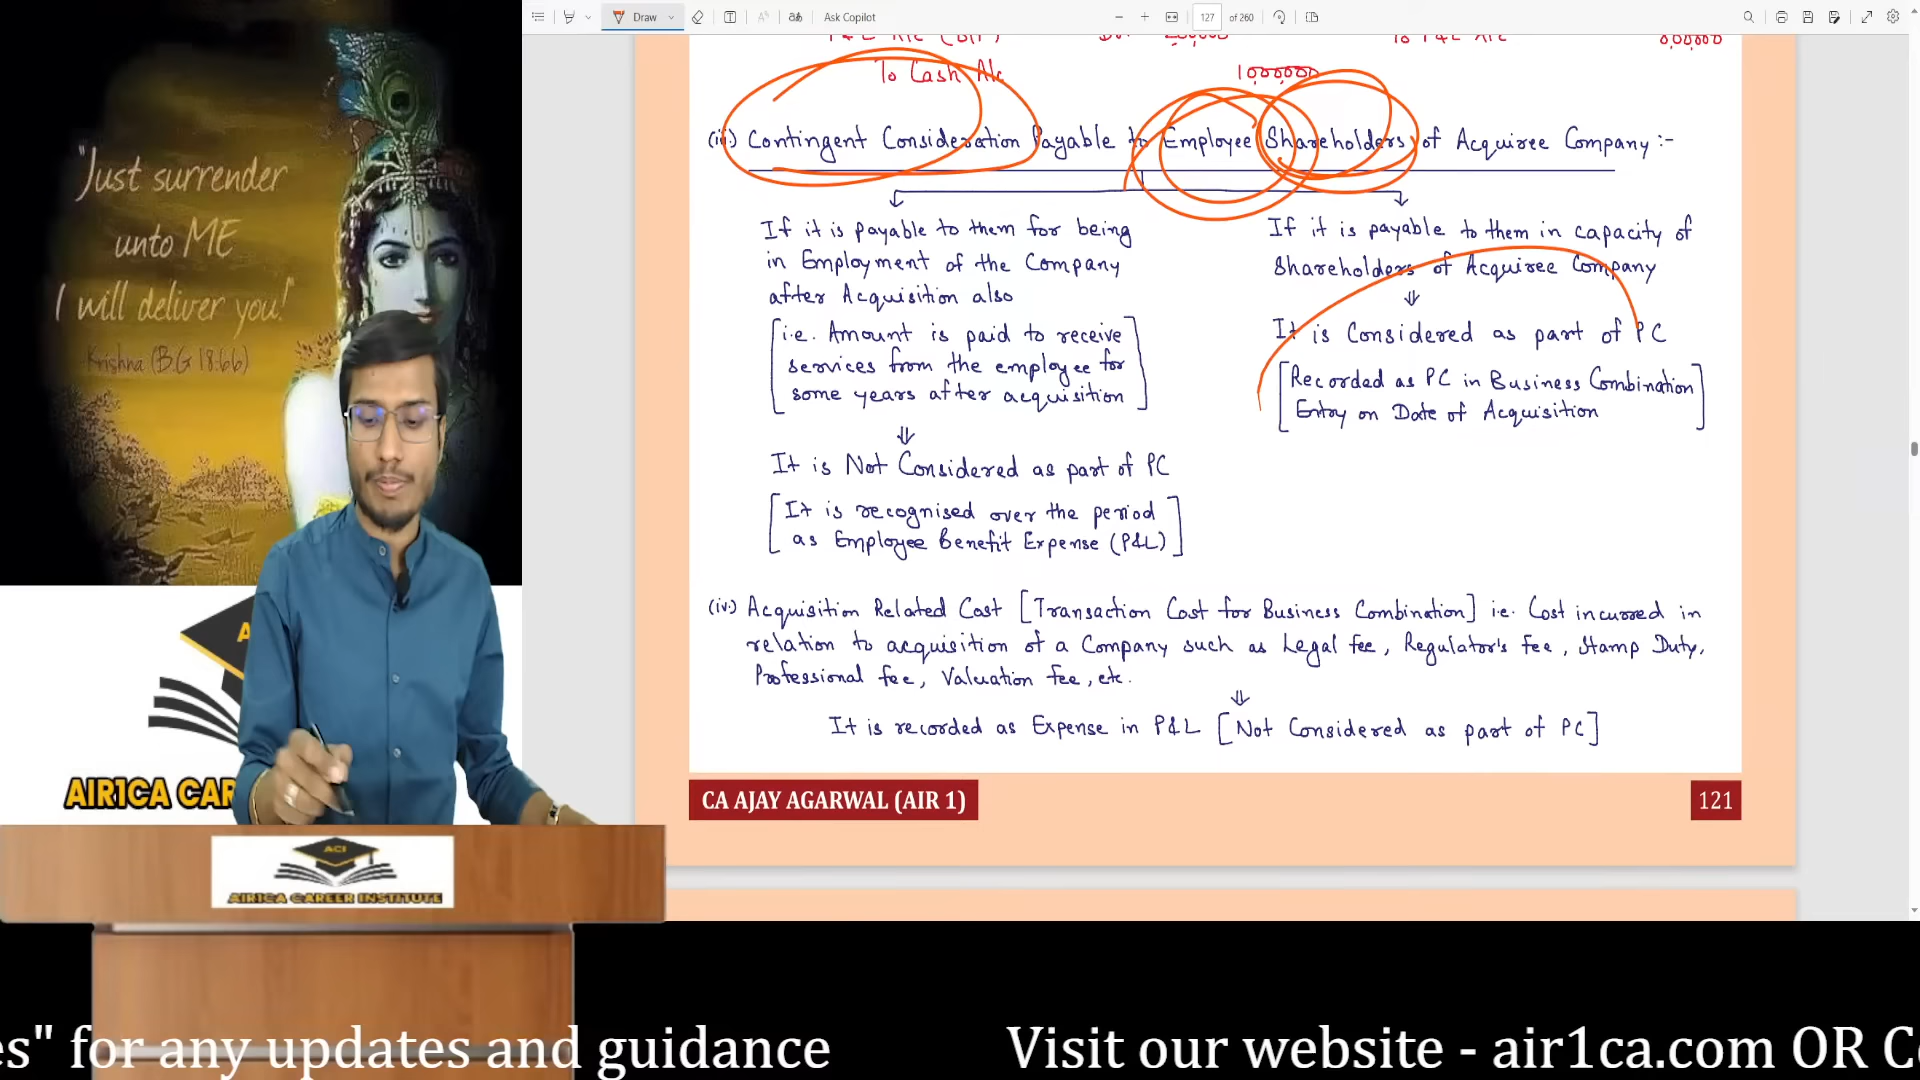 Draw
Ask Copilot
127 of 260
To Cash A/c
10,00,000
(iii.) Contingent Consideration Payable to Employee Shareholders of Acquiree Company :-
If it is payable to them for being
in Employment of the Company
after Acquisition also
[i.e. Amount is paid to receive
services from the employee for
some years after acquisition]
It is Not Considered as part of PC
[It is recognised over the period
as Employee Benefit Expense (P&L)]
If it is payable to them in capacity of
Shareholders of Acquiree Company
It is Considered as part of PC
[Recorded as PC in Business Combination
Entry on Date of Acquisition]
(iv.) Acquisition Related Cost [Transaction Cost for Business Combination] i.e. Cost incurred in
relation to acquisition of a Company such as Legal fee, Regulator's Fee, Stamp Duty,
Professional fee, Valuation Fee, etc.
It is recorded as Expense in P&L [Not Considered as part of PC]
CA AJAY AGARWAL (AIR 1)
121
"Just surrender
unto ME
I will deliver you!"
Krishna (B.G 18:66)
AIR1CA CAR
ACI
AIR1CA CAREER INSTITUTE
es" for any updates and guidance
Visit our website - air1ca.com OR C